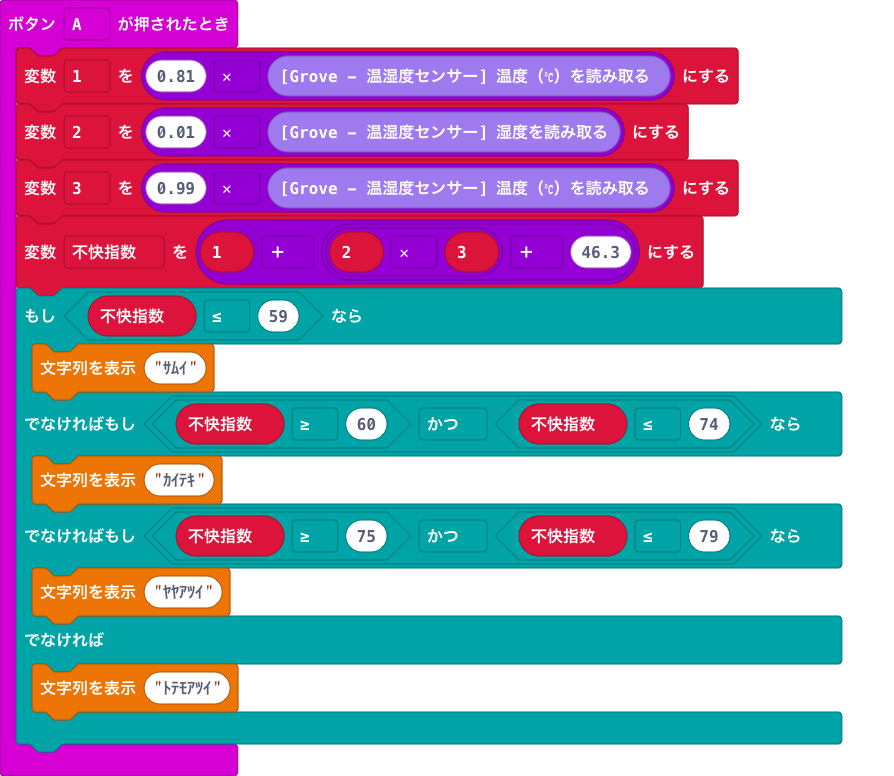 ボタン A が押されたとき
変数 1 を 0.81 × [Grove - 温湿度センサー] 温度（℃）を読み取る にする
変数 2 を 0.01 × [Grove - 温湿度センサー] 湿度を読み取る にする
変数 3 を 0.99 × [Grove - 温湿度センサー] 温度（℃）を読み取る にする
変数 不快指数 を 1 + 2 × 3 + 46.3 にする
もし 不快指数 ≤ 59 なら
文字列を表示 "ｻﾑｲ"
でなければもし 不快指数 ≥ 60 かつ 不快指数 ≤ 74 なら
文字列を表示 "ｶｲﾃｷ"
でなければもし 不快指数 ≥ 75 かつ 不快指数 ≤ 79 なら
文字列を表示 "ﾔﾔｱﾂｲ"
でなければ
文字列を表示 "ﾄﾃﾓｱﾂｲ"